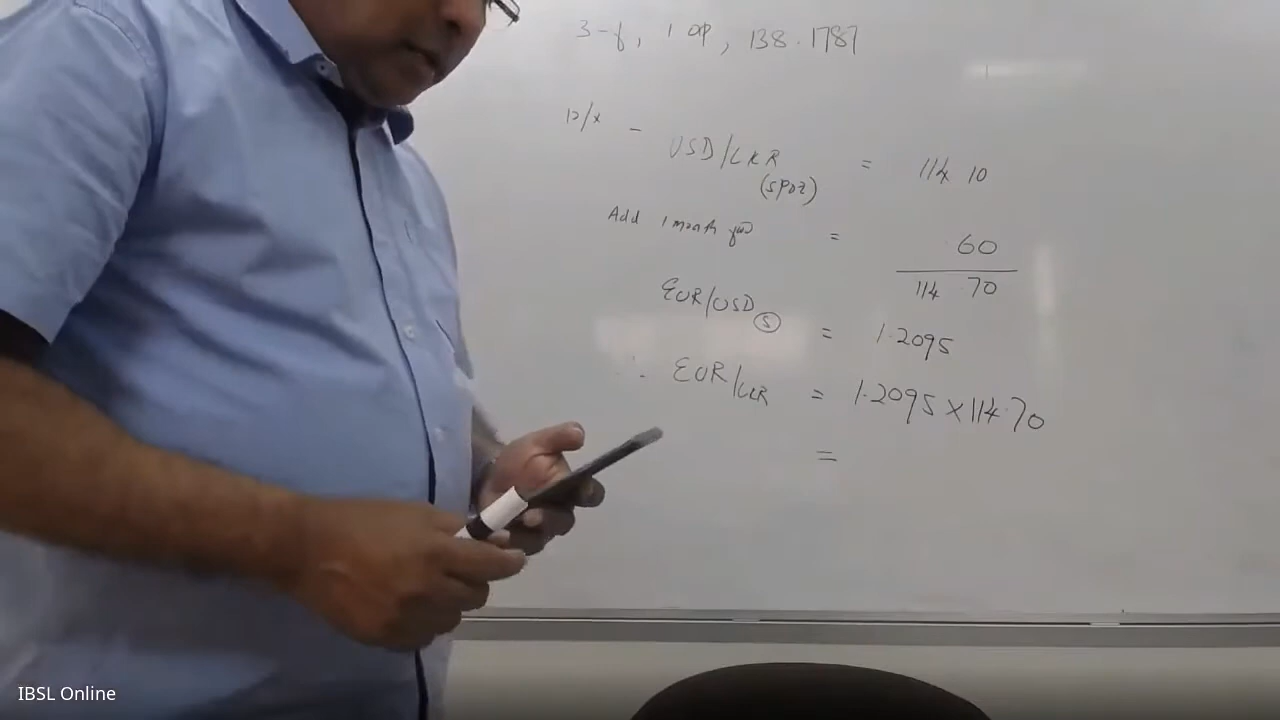 3-f, 1 op, 138.1787
USD/LKR = 114 10
(spot)
Add 1 month fwd = 60
114 70
EUR/USD (S) = 1.2095
∴ EUR/LKR = 1.2095 × 114.70
=
IBSL Online